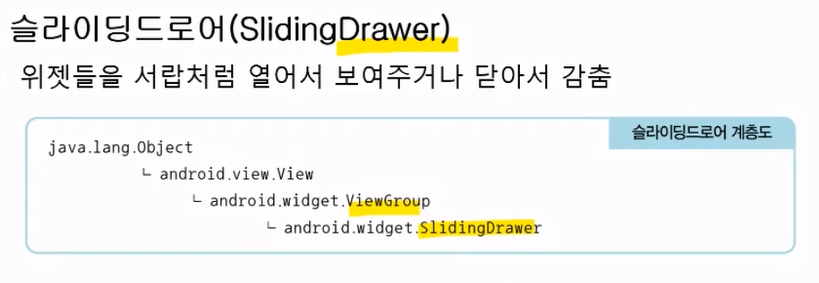 슬라이딩드로어(SlidingDrawer)
위젯들을 서랍처럼 열어서 보여주거나 닫아서 감춤
슬라이딩드로어 계층도
java.lang.Object
└ android.view.View
└ android.widget.ViewGroup
└ android.widget.SlidingDrawer